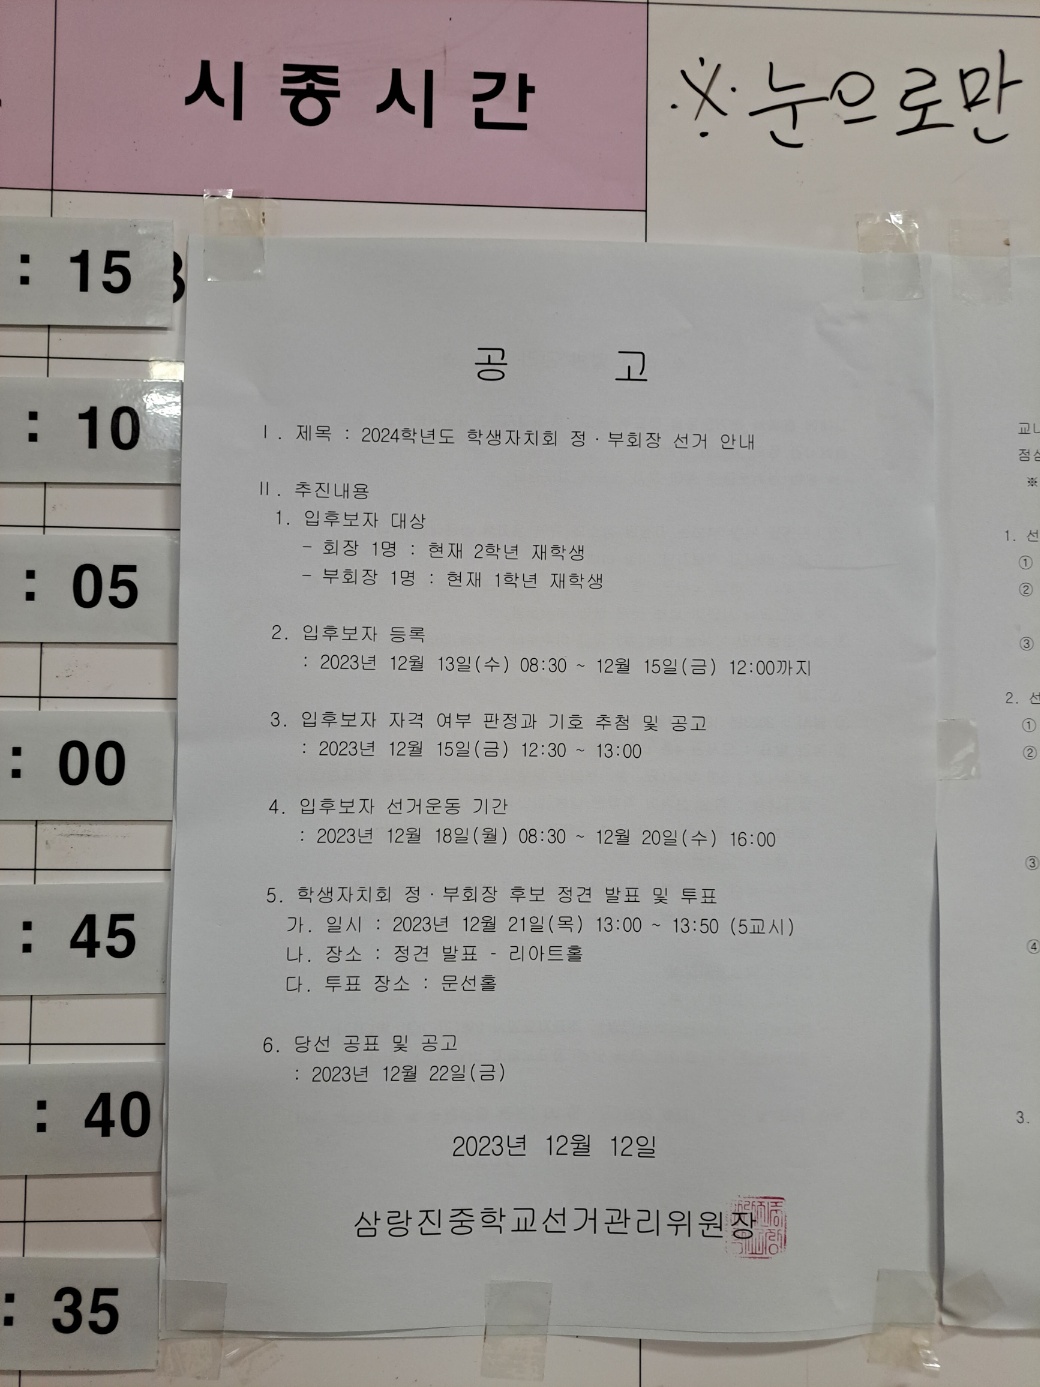 시 종 시 간
※ 눈으로만
: 15
: 10
: 05
: 00
: 45
: 40
: 35
공 고
Ⅰ. 제목 : 2024학년도 학생자치회 정·부회장 선거 안내
Ⅱ. 추진내용
1. 입후보자 대상
- 회장 1명 : 현재 2학년 재학생
- 부회장 1명 : 현재 1학년 재학생
2. 입후보자 등록
: 2023년 12월 13일(수) 08:30 ~ 12월 15일(금) 12:00까지
3. 입후보자 자격 여부 판정과 기호 추첨 및 공고
: 2023년 12월 15일(금) 12:30 ~ 13:00
4. 입후보자 선거운동 기간
: 2023년 12월 18일(월) 08:30 ~ 12월 20일(수) 16:00
5. 학생자치회 정·부회장 후보 정견 발표 및 투표
가. 일시 : 2023년 12월 21일(목) 13:00 ~ 13:50 (5교시)
나. 장소 : 정견 발표 - 리아트홀
다. 투표 장소 : 문선홀
6. 당선 공표 및 공고
: 2023년 12월 22일(금)
2023년 12월 12일
삼랑진중학교선거관리위원장
※
1. 선
①
②
③
2. 선
①
②
③
④
3.